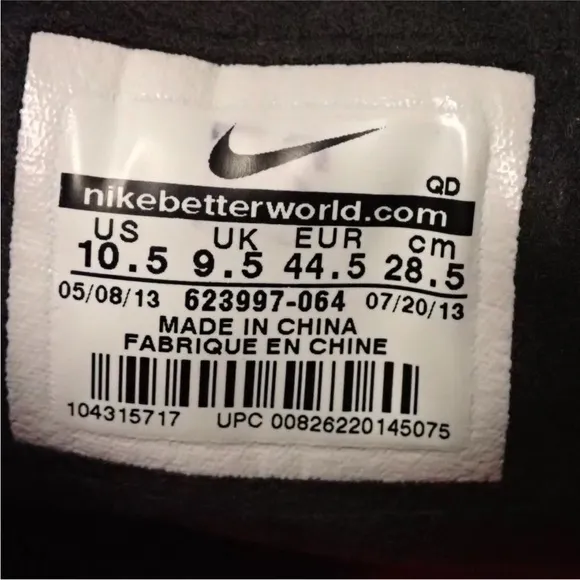 QD
nikebetterworld.com
US UK EUR cm
10.5 9.5 44.5 28.5
05/08/13 623997-064 07/20/13
MADE IN CHINA
FABRIQUE EN CHINE
104315717 UPC 00826220145075